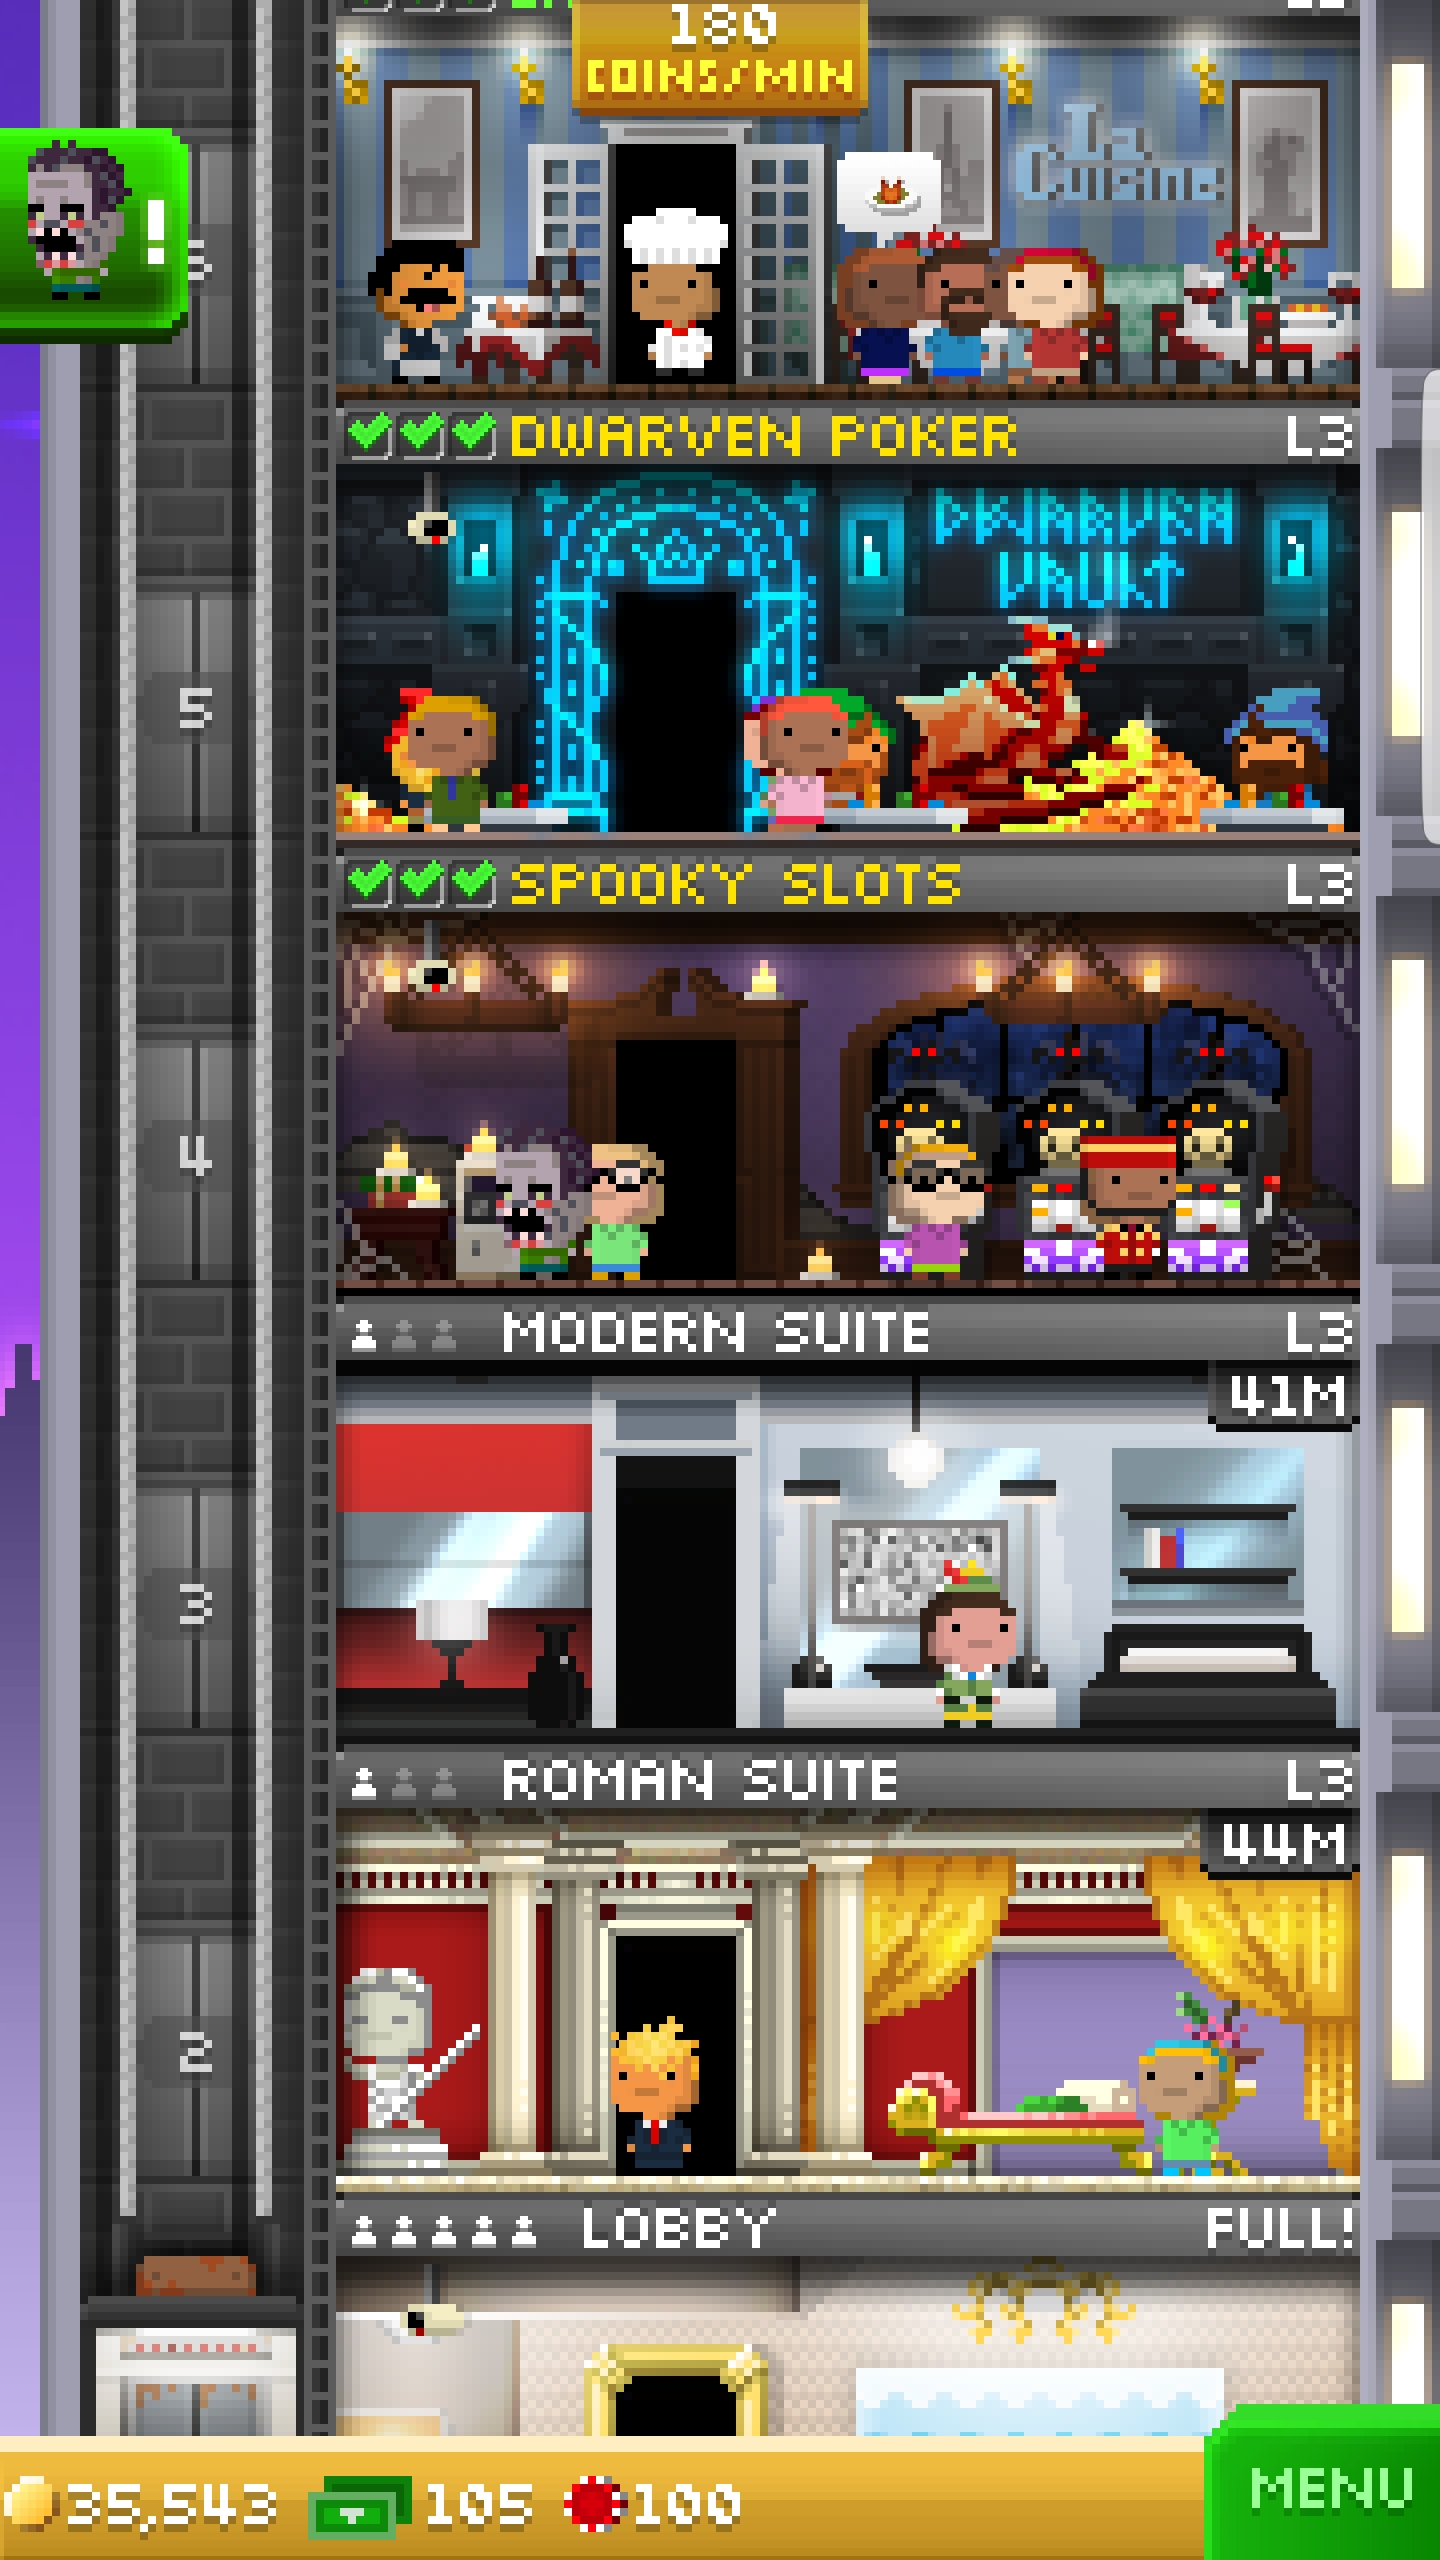 180
COINS/MIN
La
Cuisine
!
DWARVEN POKER L3
DWARVEN
VAULT
5
SPOOKY SLOTS L3
4
MODERN SUITE L3
41M
3
ROMAN SUITE L3
44M
2
LOBBY FULL!
35,543 105 100
MENU